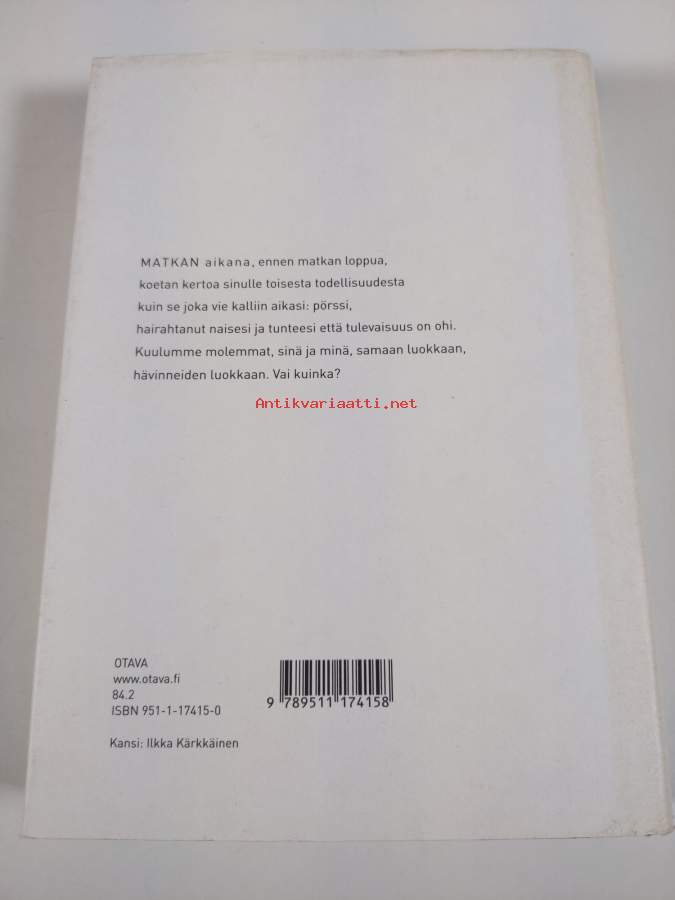 MATKAN aikana, ennen matkan loppua,
koetan kertoa sinulle toisesta todellisuudesta
kuin se joka vie kalliin aikasi: pörssi,
hairahtanut naisesi ja tunteesi että tulevaisuus on ohi.
Kuulumme molemmat, sinä ja minä, samaan luokkaan,
hävinneiden luokkaan. Vai kuinka?
Antikvariaatti.net
OTAVA
www.otava.fi
84.2
ISBN 951-1-17415-0
9 789511 174158
Kansi: Ilkka Kärkkäinen